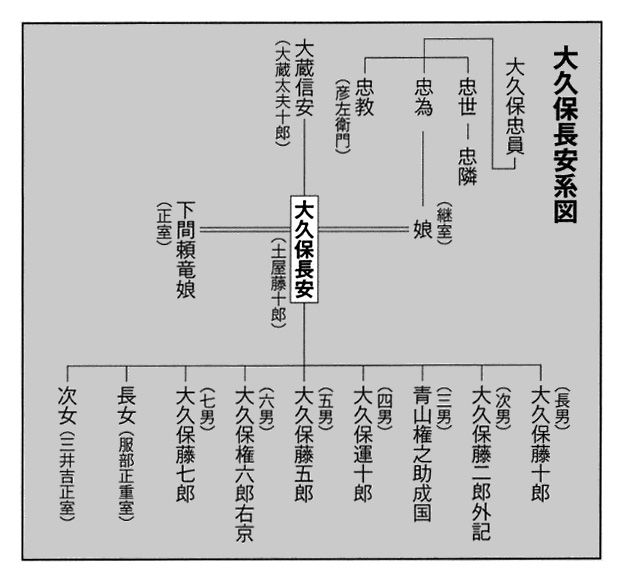 大久保長安系図
大久保忠員
忠世
忠隣
忠為
忠教
（彦左衛門）
大蔵信安
（大蔵太夫十郎）
（継室）
娘
大久保長安
（土屋藤十郎）
下間頼竜娘
（正室）
（長男）
大久保藤十郎
（次男）
大久保藤二郎外記
（三男）
青山権之助成国
（四男）
大久保運十郎
（五男）
大久保藤五郎
（六男）
大久保権六郎右京
（七男）
大久保藤七郎
長女（服部正重室）
次女（三井吉正室）